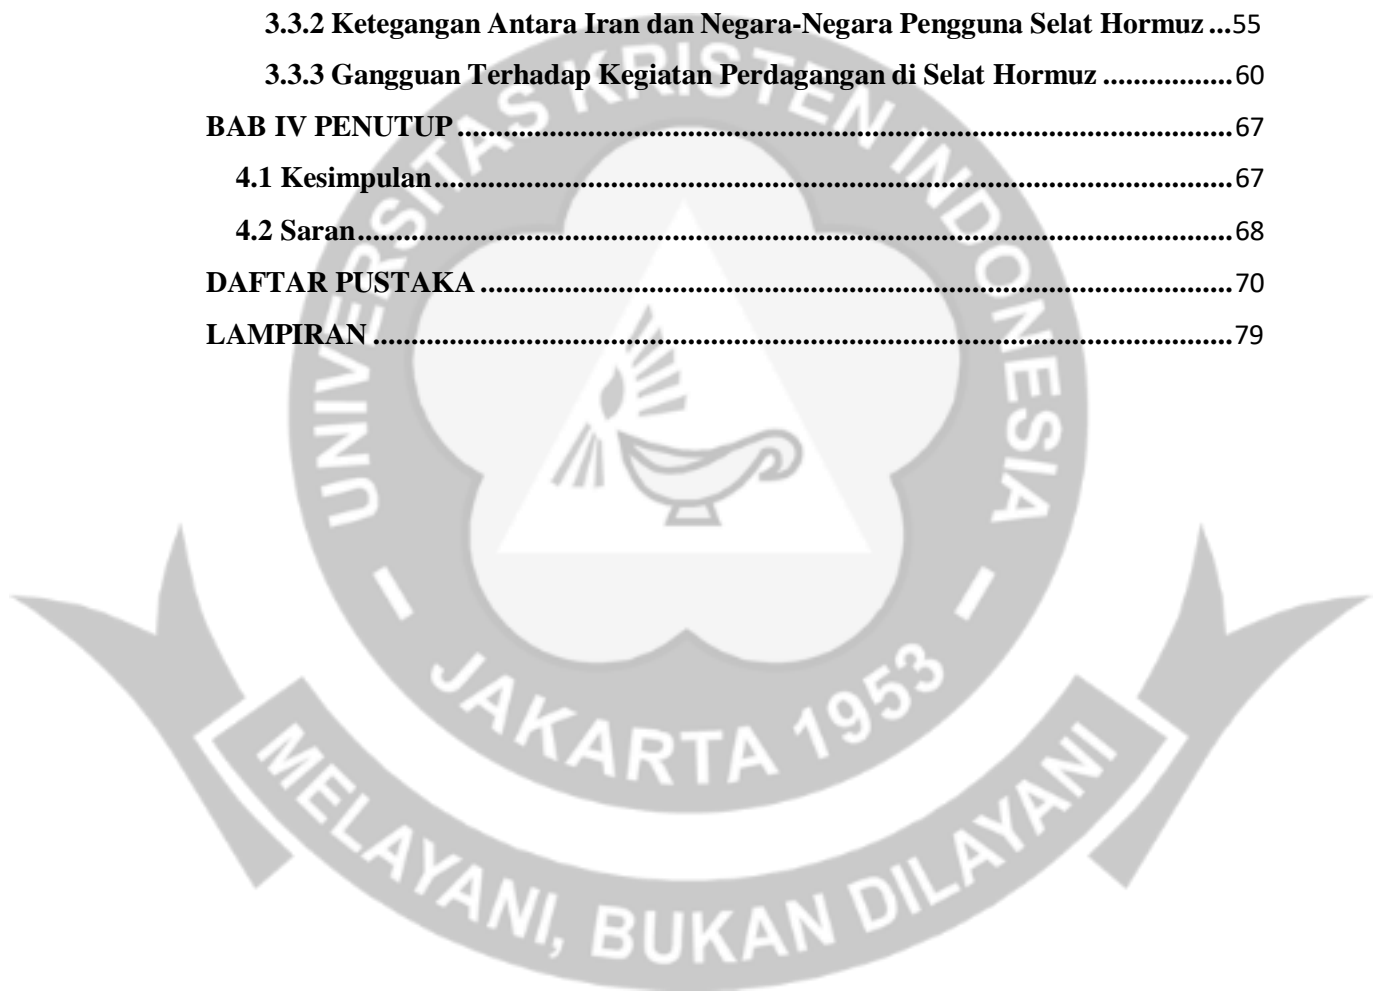 3.3.2 Ketegangan Antara Iran dan Negara-Negara Pengguna Selat Hormuz ...55
3.3.3 Gangguan Terhadap Kegiatan Perdagangan di Selat Hormuz .................60
BAB IV PENUTUP.......................................................................................................67
4.1 Kesimpulan..........................................................................................................67
4.2 Saran....................................................................................................................68
DAFTAR PUSTAKA ....................................................................................................70
LAMPIRAN ..................................................................................................................79
UNIVERSITAS KRISTEN INDONESIA
- JAKARTA 1953 -
MELAYANI, BUKAN DILAYANI